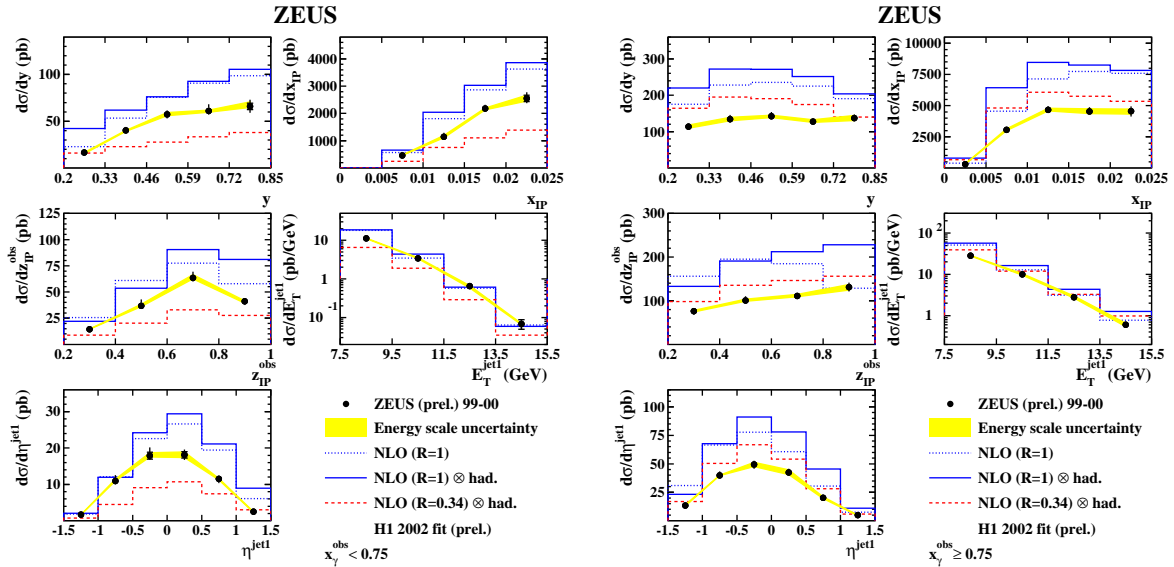 ZEUS
dσ/dy (pb)
100
50
0.2 0.33 0.46 0.59 0.72 0.85
y
dσ/dx_IP (pb)
4000
3000
2000
1000
0 0.005 0.01 0.015 0.02 0.025
x_IP
dσ/dz_IP^obs (pb)
125
100
75
50
25
0.2 0.4 0.6 0.8 1
z_IP^obs
dσ/dE_T^jet1 (pb/GeV)
10
1
10^-1
7.5 9.5 11.5 13.5 15.5
E_T^jet1 (GeV)
dσ/dη^jet1 (pb)
30
20
10
-1.5 -1 -0.5 0 0.5 1 1.5
η^jet1
ZEUS (prel.) 99-00
Energy scale uncertainty
NLO (R=1)
NLO (R=1) ⊗ had.
NLO (R=0.34) ⊗ had.
H1 2002 fit (prel.)
x_γ^obs < 0.75
ZEUS
dσ/dy (pb)
300
200
100
0.2 0.33 0.46 0.59 0.72 0.85
y
dσ/dx_IP (pb)
10000
7500
5000
2500
0 0.005 0.01 0.015 0.02 0.025
x_IP
dσ/dz_IP^obs (pb)
300
200
100
0
0.2 0.4 0.6 0.8 1
z_IP^obs
dσ/dE_T^jet1 (pb/GeV)
10^2
10
1
7.5 9.5 11.5 13.5 15.5
E_T^jet1 (GeV)
dσ/dη^jet1 (pb)
100
75
50
25
-1.5 -1 -0.5 0 0.5 1 1.5
η^jet1
ZEUS (prel.) 99-00
Energy scale uncertainty
NLO (R=1)
NLO (R=1) ⊗ had.
NLO (R=0.34) ⊗ had.
H1 2002 fit (prel.)
x_γ^obs ≥ 0.75